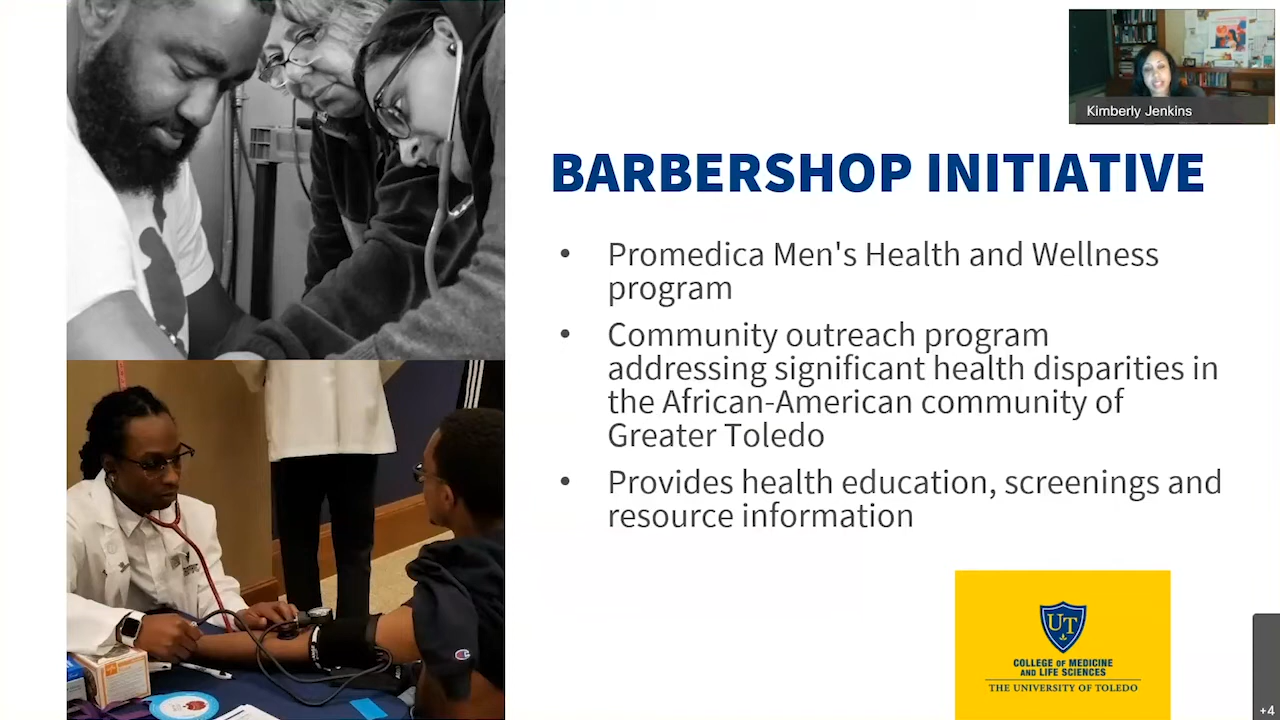 Kimberly Jenkins
BARBERSHOP INITIATIVE
• Promedica Men's Health and Wellness
program
• Community outreach program
addressing significant health disparities in
the African-American community of
Greater Toledo
• Provides health education, screenings and
resource information
UT
COLLEGE OF MEDICINE
AND LIFE SCIENCES
THE UNIVERSITY OF TOLEDO
+4